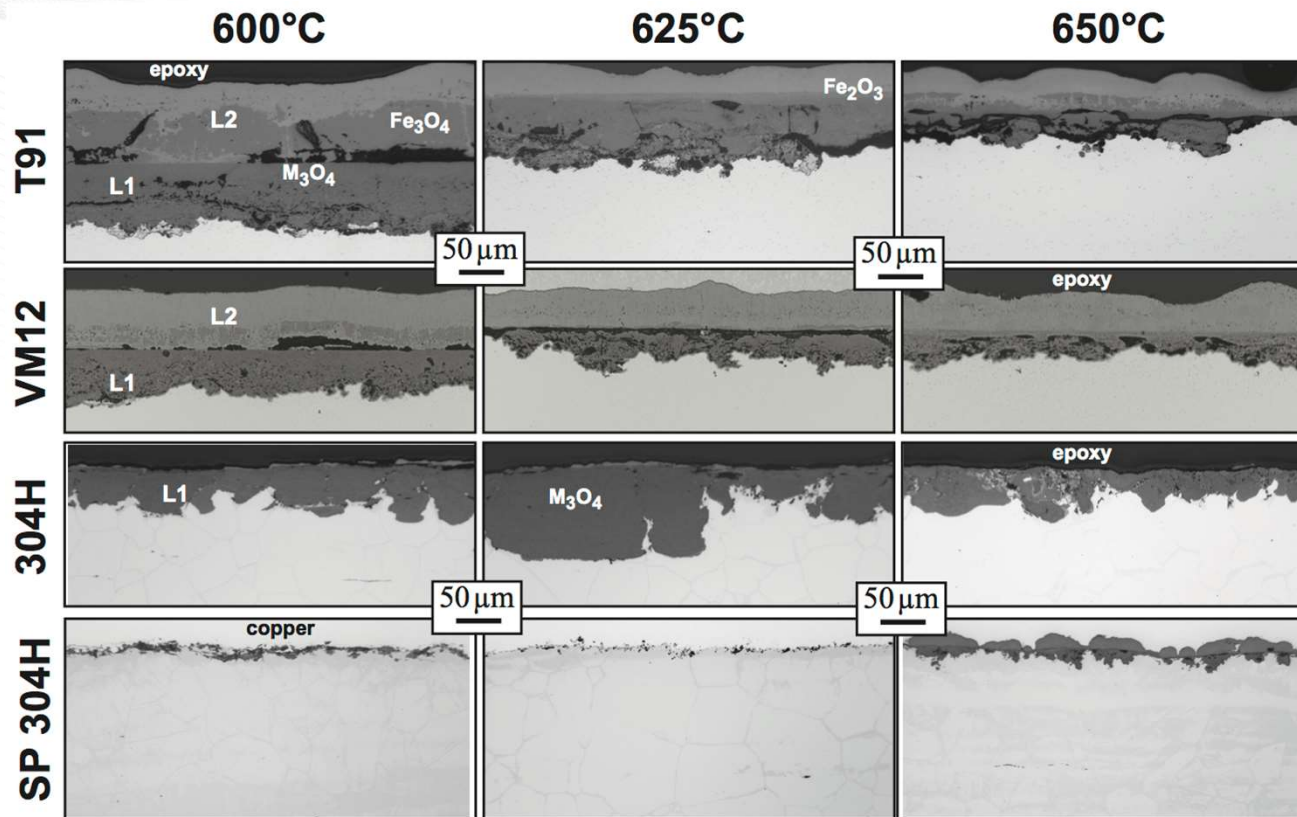 600°C
625°C
650°C
T91
epoxy
L2
Fe₃O₄
L1
M₃O₄
Fe₂O₃
50 µm
50 µm
VM12
L2
L1
epoxy
304H
L1
M₃O₄
epoxy
50 µm
50 µm
SP 304H
copper